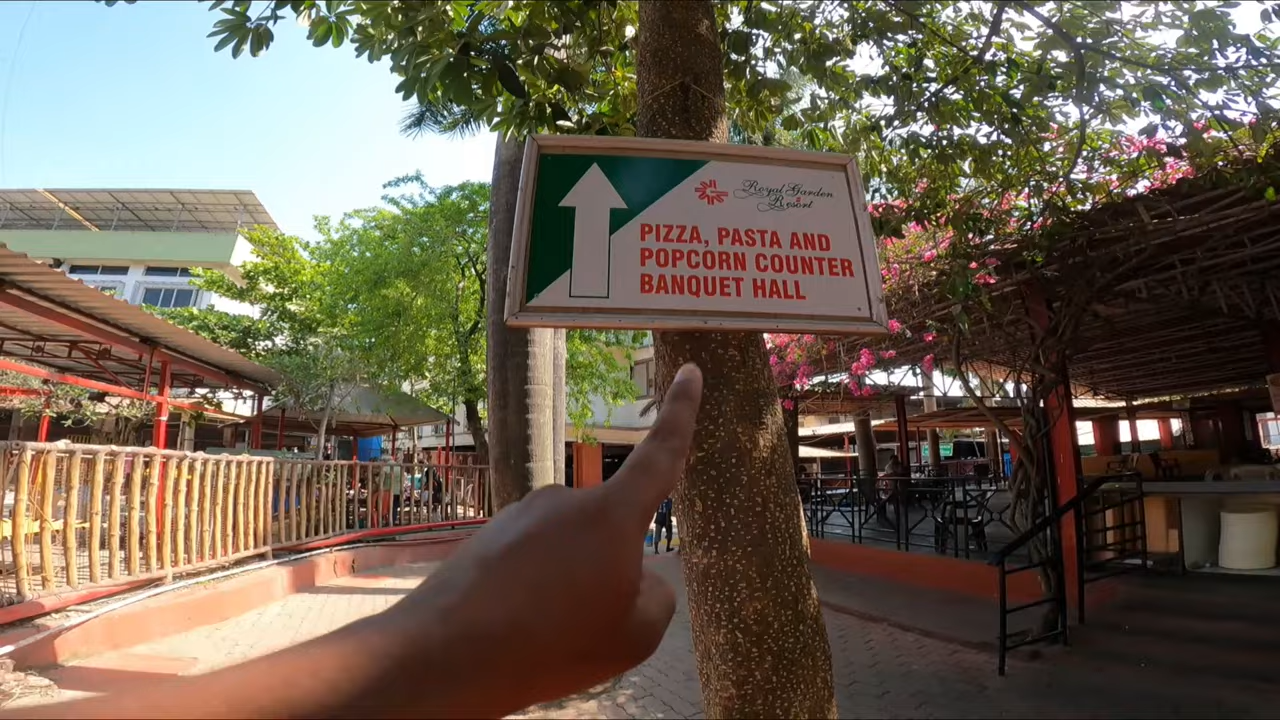 Royal Garden
Resort
PIZZA, PASTA AND
POPCORN COUNTER
BANQUET HALL